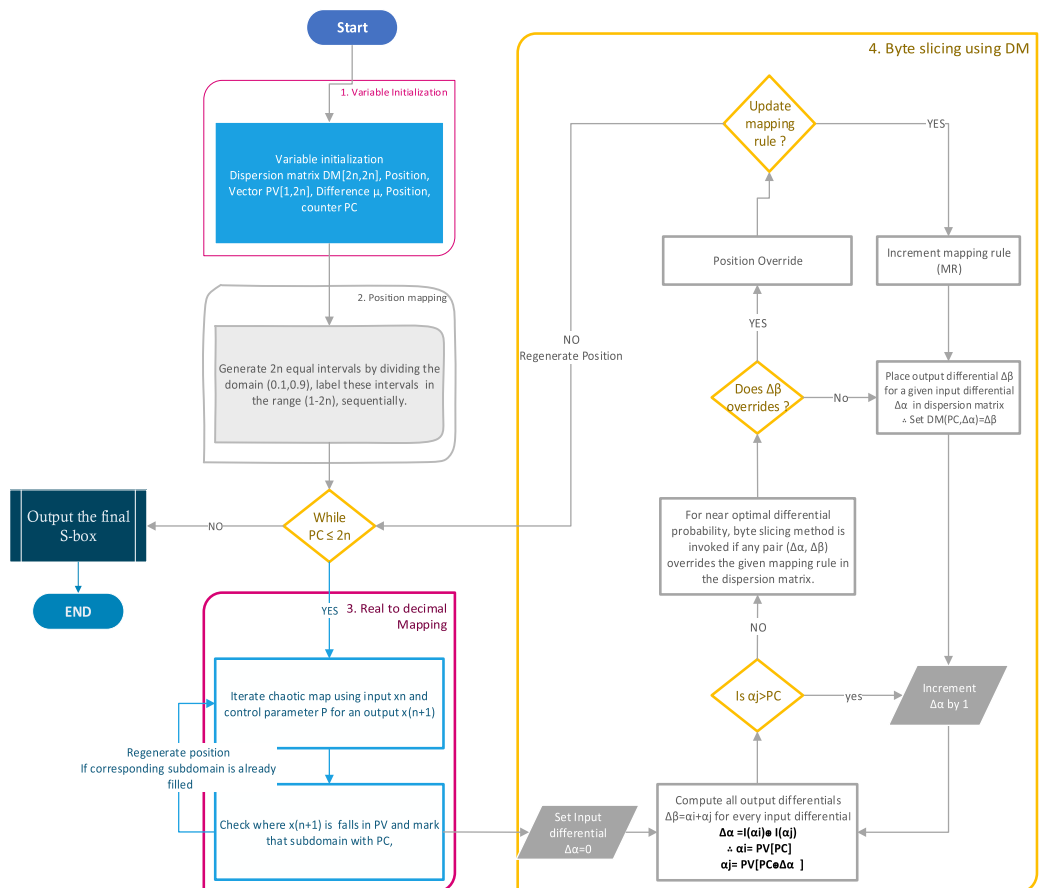 Start
1. Variable Initialization
Variable initialization
Dispersion matrix DM[2n,2n], Position,
Vector PV[1,2n], Difference μ, Position,
counter PC
2. Position mapping
Generate 2n equal intervals by dividing the
domain (0.1,0.9), label these intervals in
the range (1-2n), sequentially.
While
PC ≤ 2n
NO
Output the final
S-box
END
YES
3. Real to decimal
Mapping
Iterate chaotic map using input xn and
control parameter P for an output x(n+1)
Regenerate position
If corresponding subdomain is already
filled
Check where x(n+1) is falls in PV and mark
that subdomain with PC,
4. Byte slicing using DM
Set Input
differential
Δα=0
Compute all output differentials
Δβ=αi+αj for every input differential
Δα =I(αi)⊕ I(αj)
∴ αi= PV[PC]
αj= PV[PC⊕Δα ]
Is αj>PC
yes
Increment
Δα by 1
NO
For near optimal differential
probability, byte slicing method is
invoked if any pair (Δα, Δβ)
overrides the given mapping rule in
the dispersion matrix.
Does Δβ
overrides ?
No
Place output differential Δβ
for a given input differential
Δα in dispersion matrix
∴ Set DM(PC,Δα)=Δβ
YES
Position Override
Update
mapping
rule ?
YES
Increment mapping rule
(MR)
NO
Regenerate Position